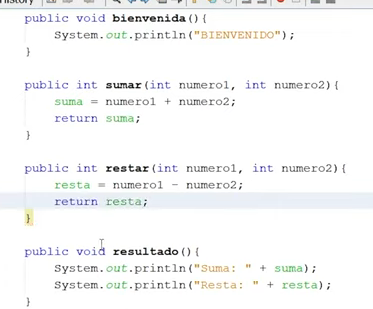 History
public void bienvenida(){
System.out.println("BIENVENIDO");
}
public int sumar(int numero1, int numero2){
suma = numero1 + numero2;
return suma;
}
public int restar(int numero1, int numero2){
resta = numero1 - numero2;
return resta;
}
public void resultado(){
System.out.println("Suma: " + suma);
System.out.println("Resta: " + resta);
}